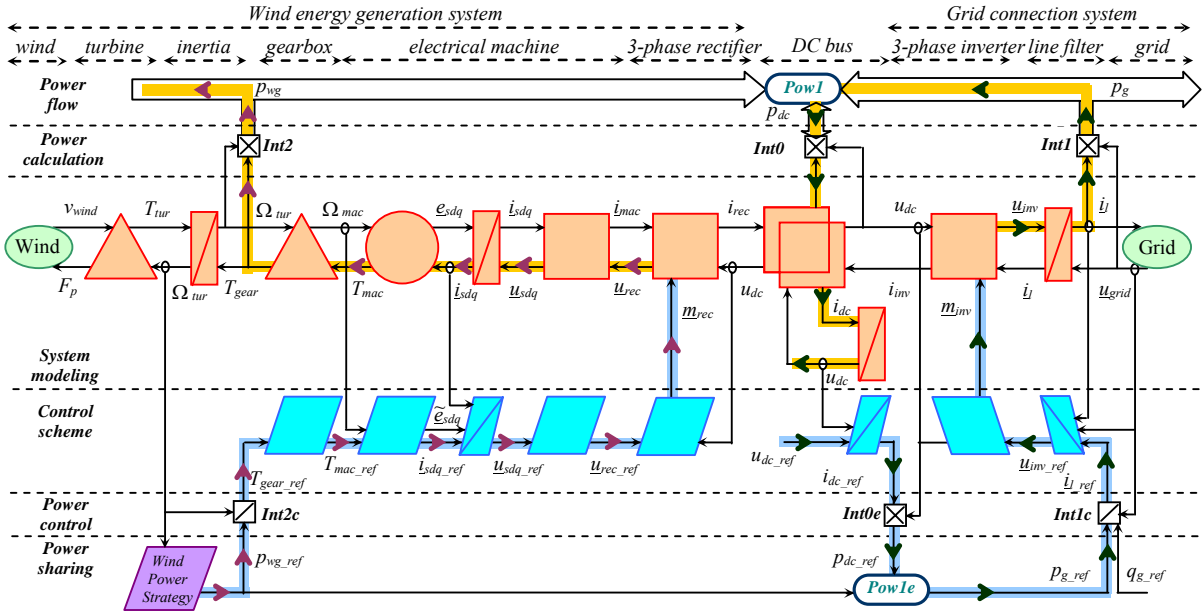 Wind energy generation system Grid connection system
wind turbine inertia gearbox electrical machine 3-phase rectifier DC bus 3-phase inverter line filter grid
Power flow
p_wg Pow1 p_g
p_dc
Power calculation
Int2 Int0 Int1
v_wind T_tur Ω_tur Ω_mac e_sdq i_sdq i_mac i_rec u_dc u_inv i_l
Wind Grid
F_p Ω_tur T_gear T_mac i_sdq u_sdq u_rec u_dc i_dc i_inv i_l u_grid
m_rec m_inv
System modeling
u_dc
Control scheme
ẽ_sdq
T_mac_ref i_sdq_ref u_sdq_ref u_rec_ref u_dc_ref u_inv_ref
T_gear_ref i_dc_ref i_l_ref
Power control
Int2c Int0e Int1c
Power sharing
Wind Power Strategy
p_wg_ref p_dc_ref p_g_ref q_g_ref
Pow1e